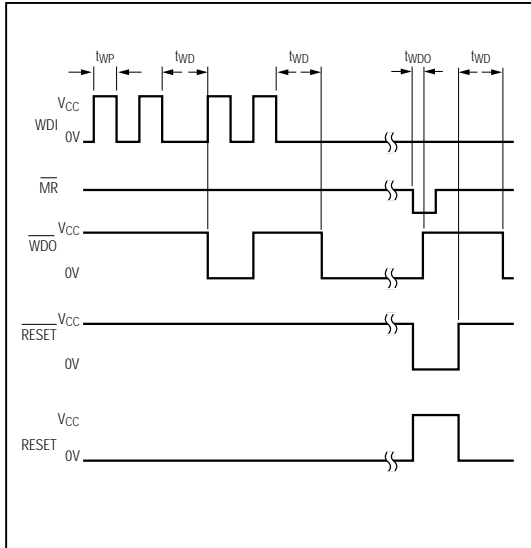 tWP tWD tWD tWDO tWD
VCC
WDI
0V
MR
VCC
WDO
0V
VCC
RESET
0V
VCC
RESET
0V